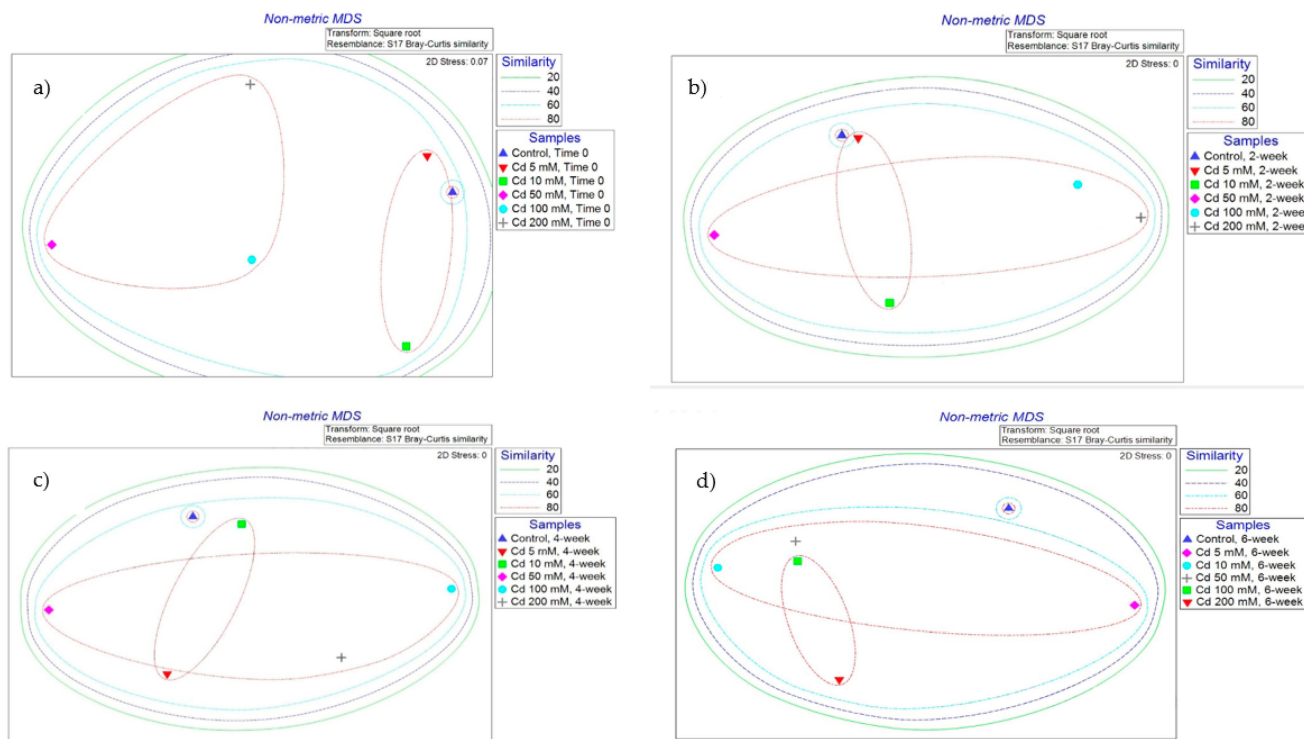 Non-metric MDS
Transform: Square root
Resemblance: S17 Bray-Curtis similarity
2D Stress: 0.07
a)
Similarity
20
40
60
80
Samples
Control, Time 0
Cd 5 mM, Time 0
Cd 10 mM, Time 0
Cd 50 mM, Time 0
Cd 100 mM, Time 0
Cd 200 mM, Time 0
Non-metric MDS
Transform: Square root
Resemblance: S17 Bray-Curtis similarity
2D Stress: 0
b)
Similarity
20
40
60
80
Samples
Control, 2-week
Cd 5 mM, 2-week
Cd 10 mM, 2-week
Cd 50 mM, 2-week
Cd 100 mM, 2-week
Cd 200 mM, 2-week
Non-metric MDS
Transform: Square root
Resemblance: S17 Bray-Curtis similarity
2D Stress: 0
c)
Similarity
20
40
60
80
Samples
Control, 4-week
Cd 5 mM, 4-week
Cd 10 mM, 4-week
Cd 50 mM, 4-week
Cd 100 mM, 4-week
Cd 200 mM, 4-week
Non-metric MDS
Transform: Square root
Resemblance: S17 Bray-Curtis similarity
2D Stress: 0
d)
Similarity
20
40
60
80
Samples
Control, 6-week
Cd 5 mM, 6-week
Cd 10 mM, 6-week
Cd 50 mM, 6-week
Cd 100 mM, 6-week
Cd 200 mM, 6-week